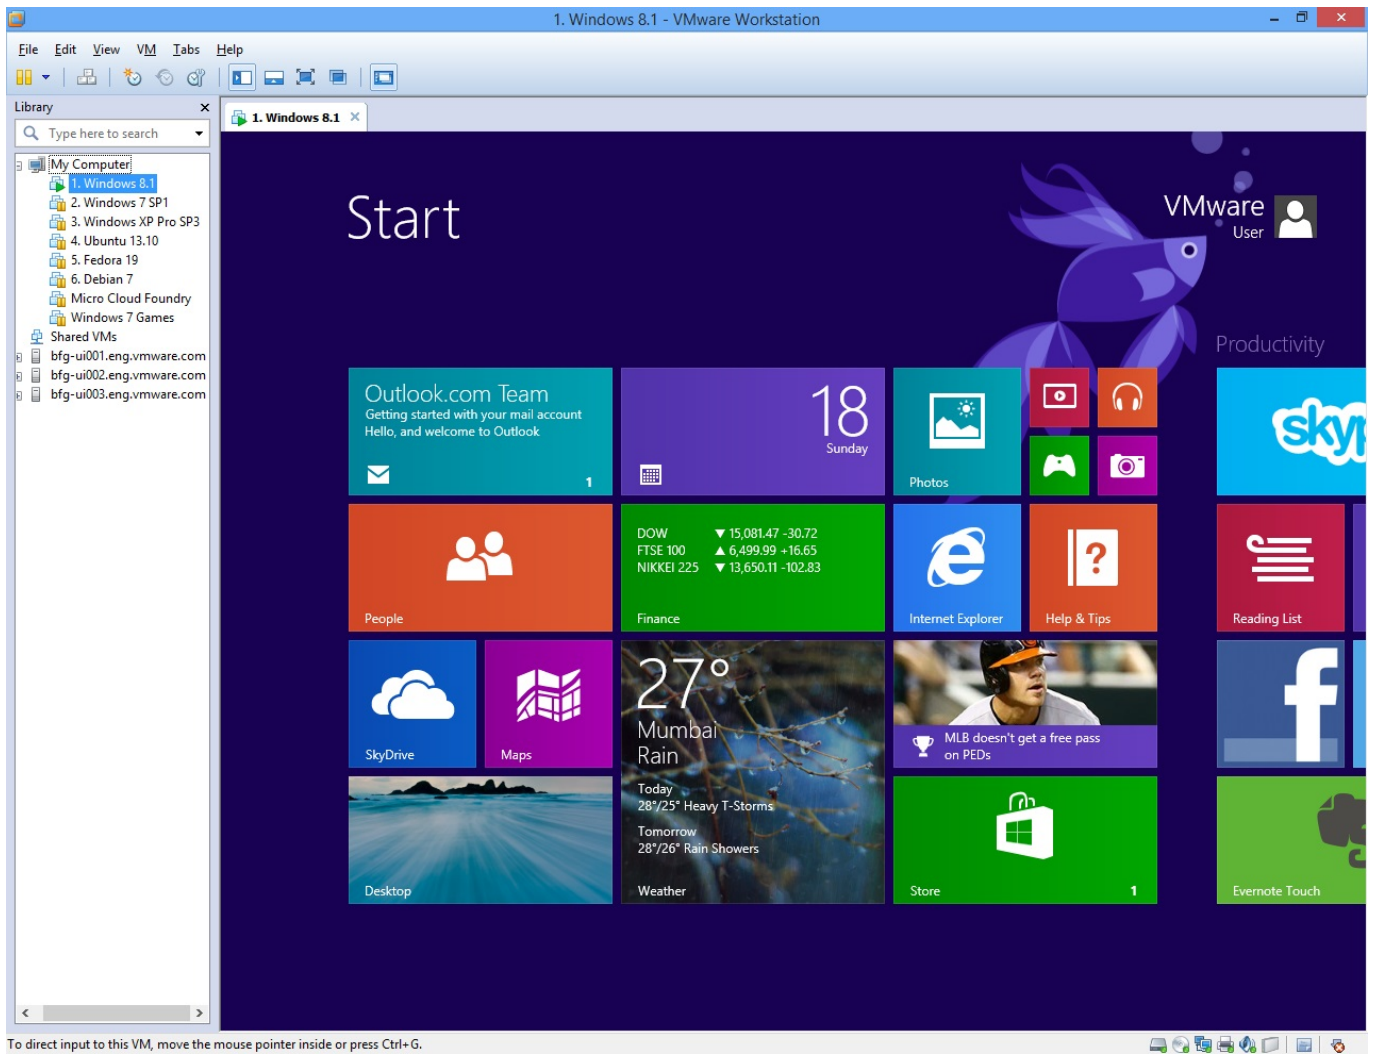 1. Windows 8.1 - VMware Workstation
File Edit View VM Tabs Help
Library
Type here to search
My Computer
1. Windows 8.1
2. Windows 7 SP1
3. Windows XP Pro SP3
4. Ubuntu 13.10
5. Fedora 19
6. Debian 7
Micro Cloud Foundry
Windows 7 Games
Shared VMs
bfg-ui001.eng.vmware.com
bfg-ui002.eng.vmware.com
bfg-ui003.eng.vmware.com
1. Windows 8.1
Start
VMware
User
Outlook.com Team
Getting started with your mail account
Hello, and welcome to Outlook
1
18
Sunday
Photos
People
DOW ▼ 15,081.47 -30.72
FTSE 100 ▲ 6,499.99 +16.65
NIKKEI 225 ▼ 13,650.11 -102.83
Finance
Internet Explorer
Help & Tips
SkyDrive
Maps
27°
Mumbai
Rain
Today
28°/25° Heavy T-Storms
Tomorrow
28°/26° Rain Showers
Weather
MLB doesn't get a free pass
on PEDs
Desktop
Store
1
Productivity
skyp
Reading List
Evernote Touch
To direct input to this VM, move the mouse pointer inside or press Ctrl+G.